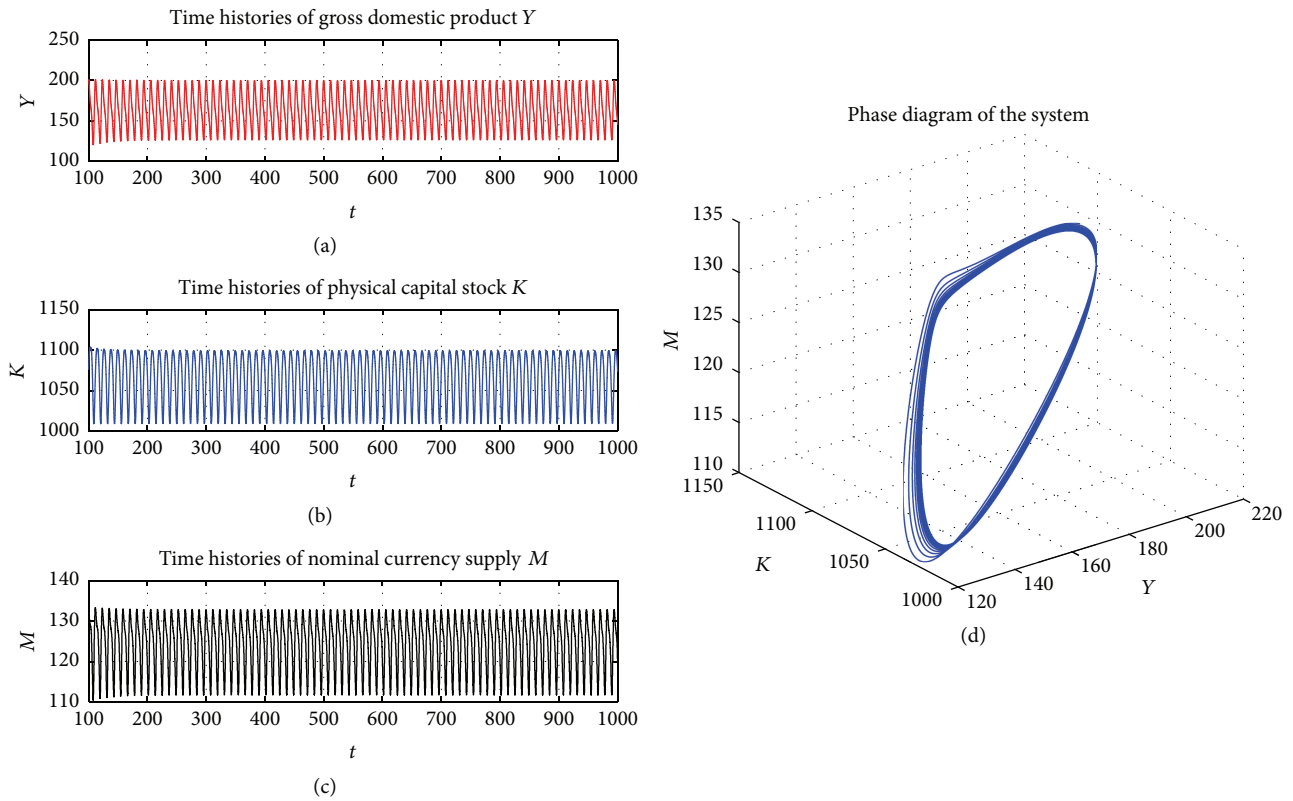 Time histories of gross domestic product Y
250
200
150
100
Y
100 200 300 400 500 600 700 800 900 1000
t
(a)
Time histories of physical capital stock K
1150
1100
1050
1000
K
100 200 300 400 500 600 700 800 900 1000
t
(b)
Time histories of nominal currency supply M
140
130
120
110
M
100 200 300 400 500 600 700 800 900 1000
t
(c)
Phase diagram of the system
135
130
125
120
115
110
M
1150
1100
1050
1000
K
120
140
160
180
200
220
Y
(d)